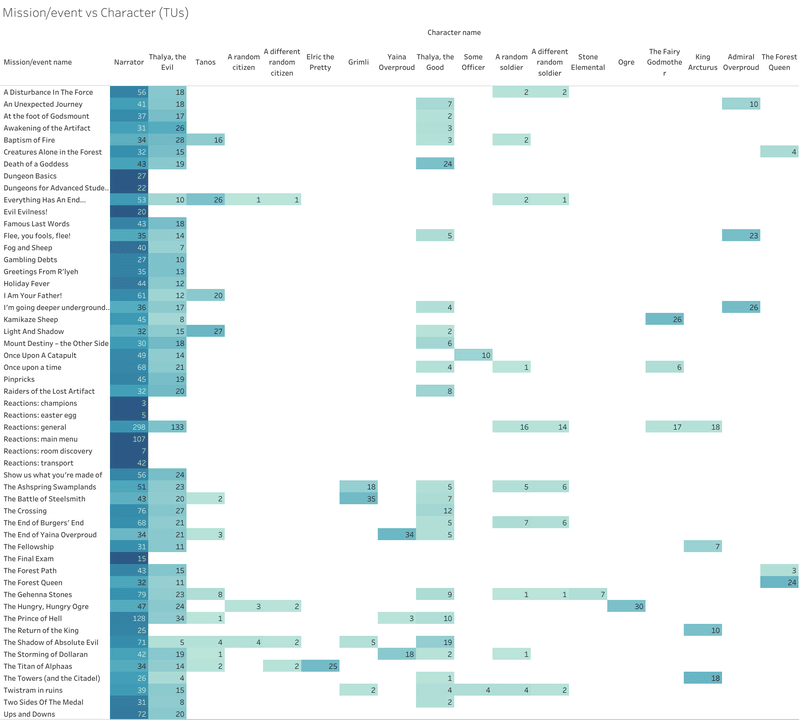 Mission/event vs Character (TUs)
Character name
Mission/event name Narrator Thalya, the Evil Tanos A random citizen A different random citizen Elric the Pretty Grimli Yaina Overproud Thalya, the Good Some Officer A random soldier A different random soldier Stone Elemental Ogre The Fairy Godmother King Arcturus Admiral Overproud The Forest Queen
A Disturbance In The Force 56 18 2 2
An Unexpected Journey 41 18 7 10
At the foot of Godsmount 37 17 2
Awakening of the Artifact 31 26 3
Baptism of Fire 34 28 16 3 2
Creatures Alone in the Forest 32 15 4
Death of a Goddess 43 19 24
Dungeon Basics 27
Dungeons for Advanced Stude.. 22
Everything Has An End... 53 10 26 1 1 2 1
Evil Evilness! 20
Famous Last Words 43 18
Flee, you fools, flee! 35 14 5 23
Fog and Sheep 40 7
Gambling Debts 27 10
Greetings From R'lyeh 35 13
Holiday Fever 44 12
I Am Your Father! 61 12 20
I'm going deeper underground.. 36 17 4 26
Kamikaze Sheep 45 8 26
Light And Shadow 32 15 27 2
Mount Destiny – the Other Side 30 18 6
Once Upon A Catapult 49 14 10
Once upon a time 68 21 4 1 6
Pinpricks 45 19
Raiders of the Lost Artifact 32 20 8
Reactions: champions 3
Reactions: easter egg 5
Reactions: general 298 133 16 14 17 18
Reactions: main menu 107
Reactions: room discovery 7
Reactions: transport 42
Show us what you're made of 56 24
The Ashspring Swamplands 51 23 18 5 5 6
The Battle of Steelsmith 43 20 2 35 7
The Crossing 76 27 12
The End of Burgers' End 68 21 5 7 6
The End of Yaina Overproud 34 21 3 34 5
The Fellowship 31 11 7
The Final Exam 15
The Forest Path 43 15 3
The Forest Queen 32 11 24
The Gehenna Stones 79 23 8 9 1 1 7
The Hungry, Hungry Ogre 47 24 3 2 30
The Prince of Hell 128 34 1 3 10
The Return of the King 25 10
The Shadow of Absolute Evil 71 5 4 4 2 5 19
The Storming of Dollaran 42 19 1 18 2 1
The Titan of Alphaas 34 14 2 2 25
The Towers (and the Citadel) 26 4 1 18
Twistram in ruins 39 15 2 4 4 4 2
Two Sides Of The Medal 31 8 2
Ups and Downs 72 20